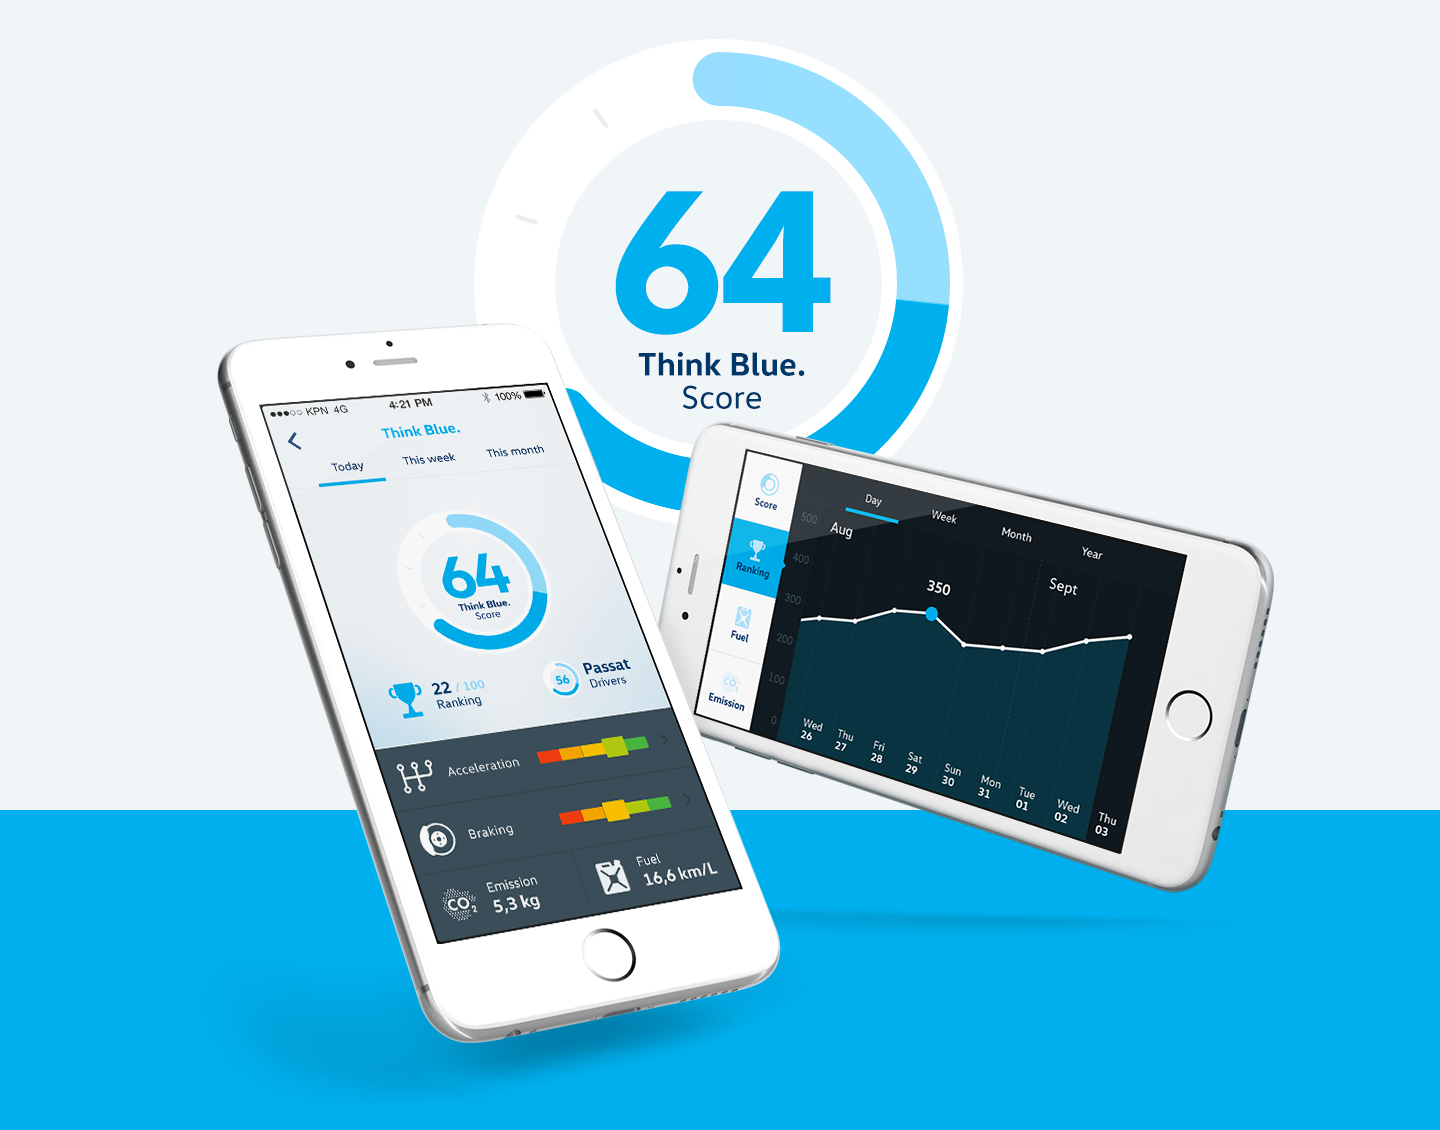 64
Think Blue.
Score
KPN 4G
4:21 PM
100%
Think Blue.
Today
This week
This month
64
Think Blue.
Score
22 / 100
Ranking
56
Passat
Drivers
Acceleration
Braking
CO2
Emission
5,3 kg
Fuel
16,6 km/L
Score
Ranking
Fuel
CO2
Emission
Day
Week
Month
Year
Aug
Sept
500
400
300
200
100
0
350
Wed
26
Thu
27
Fri
28
Sat
29
Sun
30
Mon
31
Tue
01
Wed
02
Thu
03